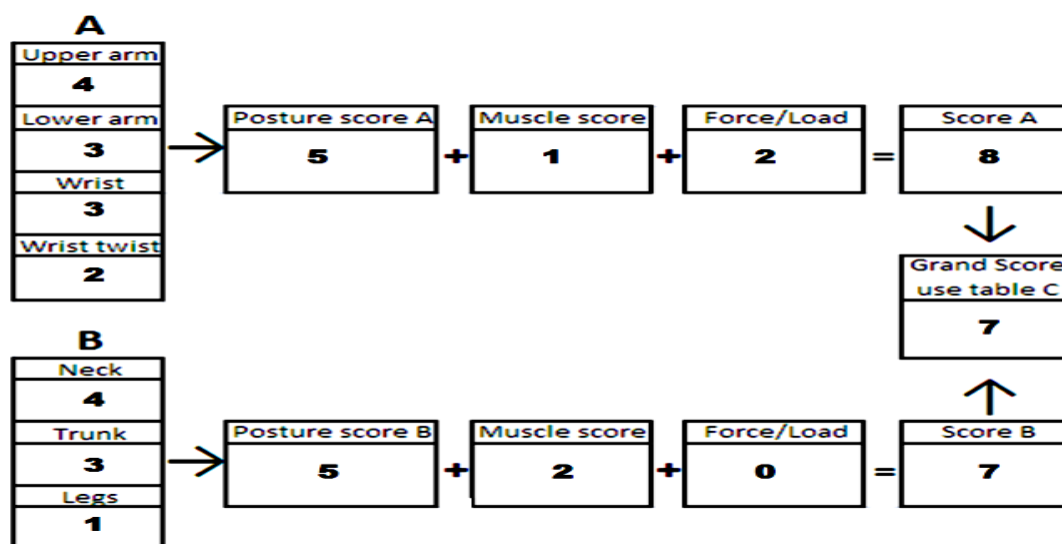 A
Upper arm
4
Lower arm
3
Wrist
3
Wrist twist
2
Posture score A
5
+
Muscle score
1
+
Force/Load
2
=
Score A
8
Grand Score
use table C
7
B
Neck
4
Trunk
3
Legs
1
Posture score B
5
+
Muscle score
2
+
Force/Load
0
=
Score B
7